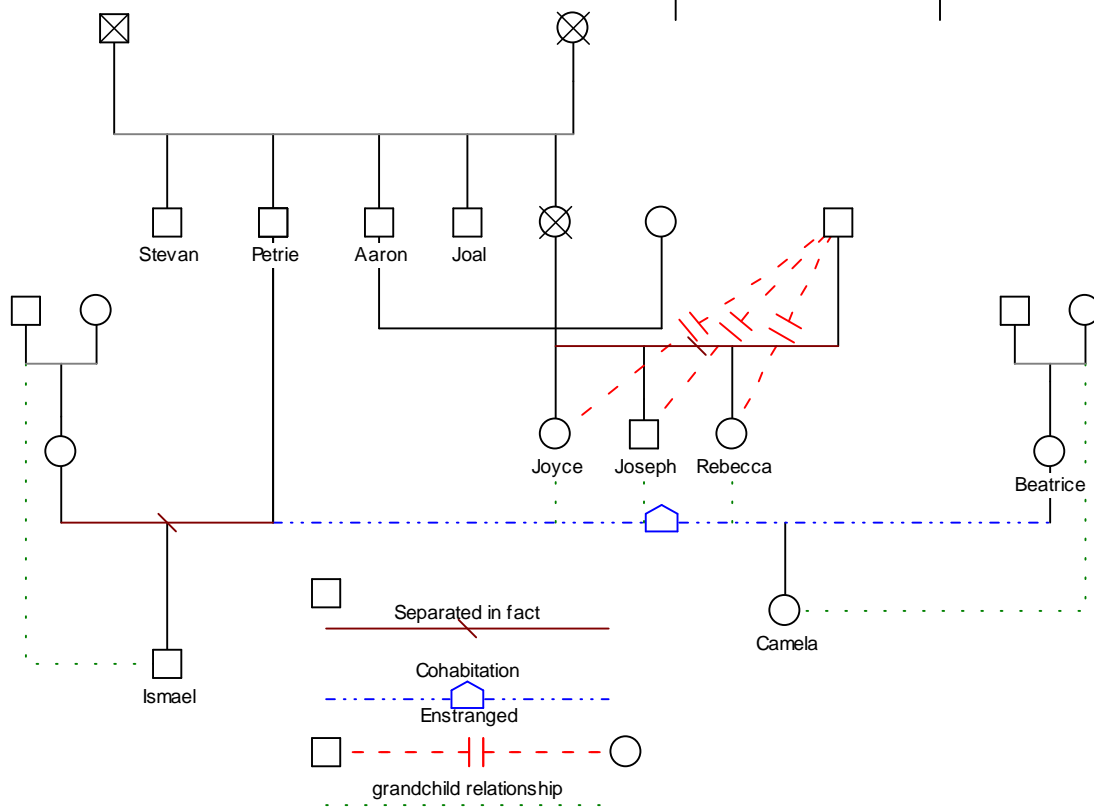 Stevan
Petrie
Aaron
Joal
Joyce
Joseph
Rebecca
Beatrice
Camela
Ismael
Separated in fact
Cohabitation
Enstranged
grandchild relationship